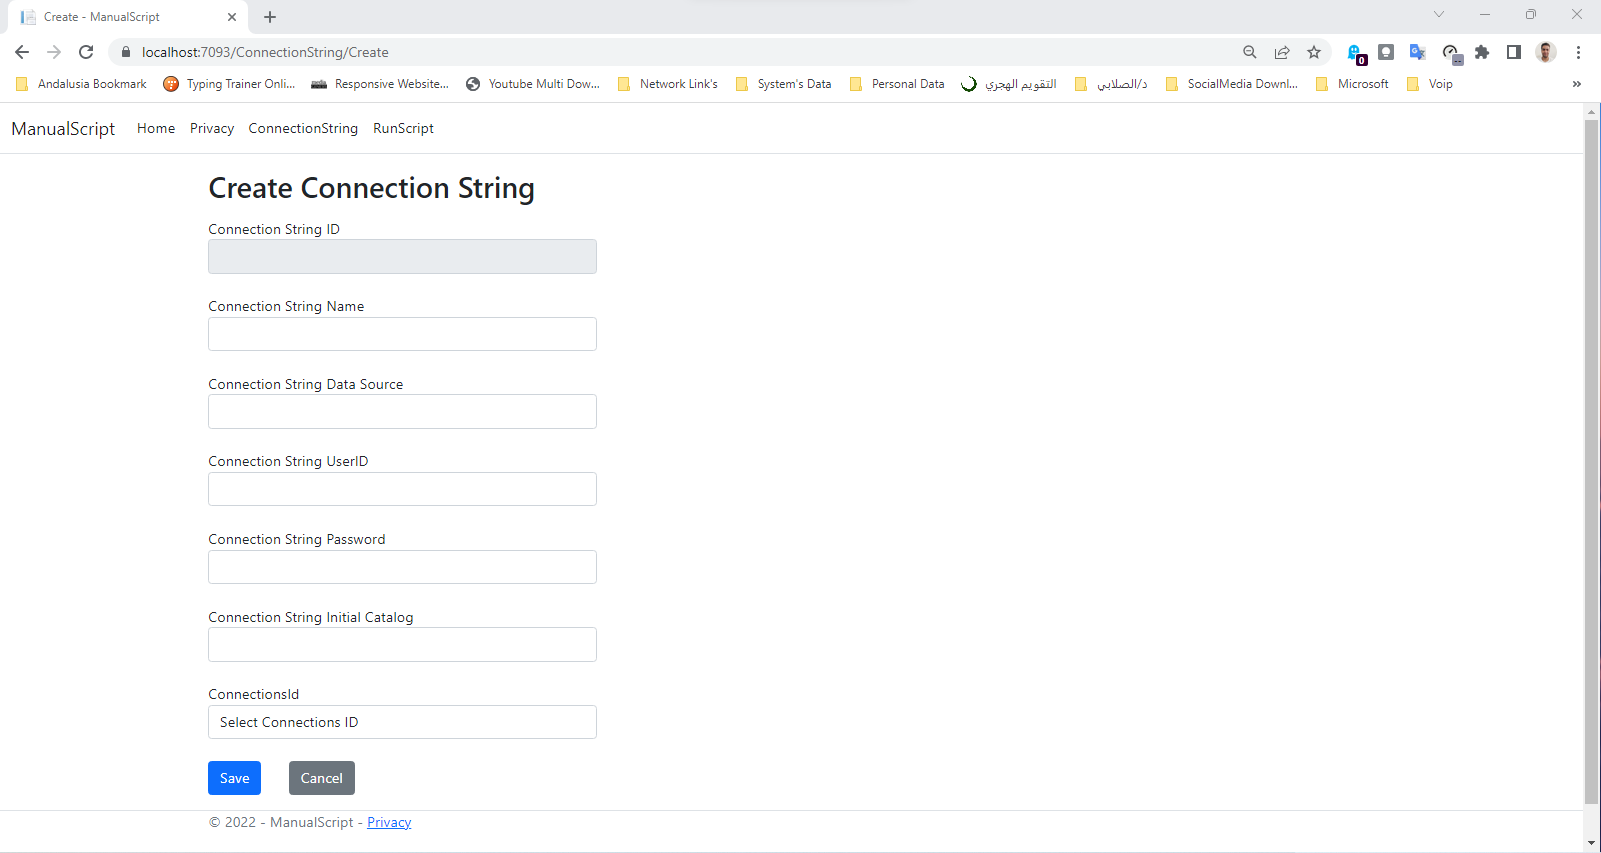 Create - ManualScript
localhost:7093/ConnectionString/Create
0
Andalusia Bookmark Typing Trainer Onli... Responsive Website... Youtube Multi Dow... Network Link's System's Data Personal Data التقويم الهجري د/الصلابي SocialMedia Downl... Microsoft Voip »
ManualScript Home Privacy ConnectionString RunScript
Create Connection String
Connection String ID
Connection String Name
Connection String Data Source
Connection String UserID
Connection String Password
Connection String Initial Catalog
ConnectionsId
Select Connections ID
Save Cancel
© 2022 - ManualScript - Privacy